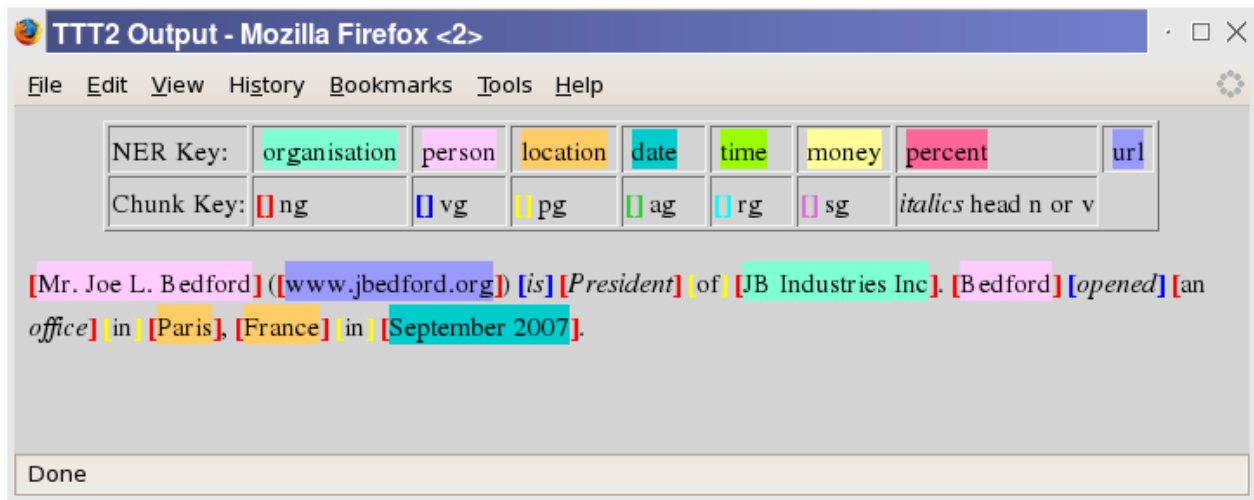 TTT2 Output - Mozilla Firefox <2>
File Edit View History Bookmarks Tools Help
NER Key: organisation person location date time money percent url
Chunk Key: [] ng [] vg [] pg [] ag [] rg [] sg italics head n or v
[Mr. Joe L. Bedford] ([www.jbedford.org]) [is] [President] [of] [JB Industries Inc]. [Bedford] [opened] [an
office] [in] [Paris], [France] [in] [September 2007].
Done